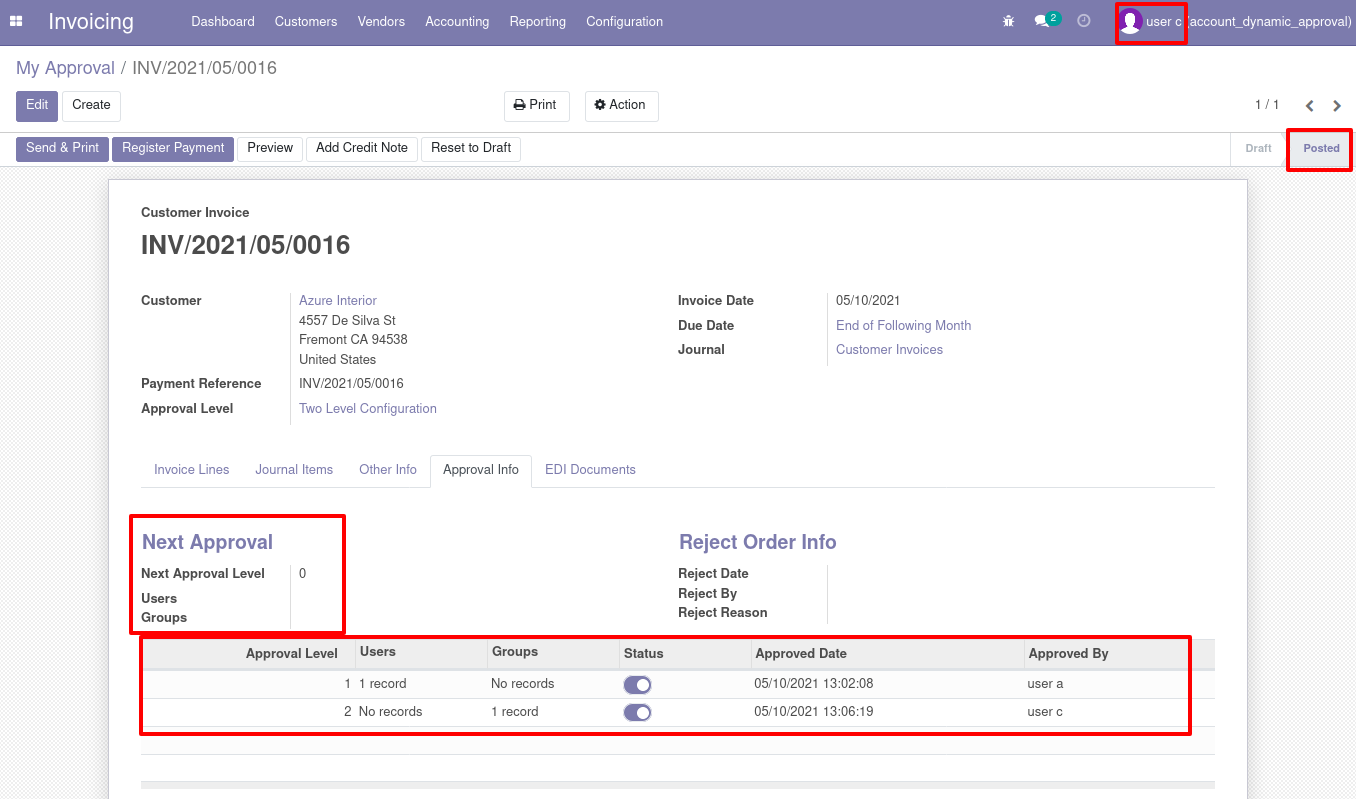 Invoicing Dashboard Customers Vendors Accounting Reporting Configuration 2 user c (account_dynamic_approval)
My Approval / INV/2021/05/0016
Edit Create Print Action 1 / 1
Send & Print Register Payment Preview Add Credit Note Reset to Draft Draft Posted
Customer Invoice
INV/2021/05/0016
Customer Azure Interior Invoice Date 05/10/2021
4557 De Silva St
Due Date End of Following Month
Fremont CA 94538
Journal Customer Invoices
United States
Payment Reference INV/2021/05/0016
Approval Level Two Level Configuration
Invoice Lines Journal Items Other Info Approval Info EDI Documents
Next Approval Reject Order Info
Next Approval Level 0 Reject Date
Users Reject By
Groups Reject Reason
Approval Level Users Groups Status Approved Date Approved By
1 1 record No records 05/10/2021 13:02:08 user a
2 No records 1 record 05/10/2021 13:06:19 user c